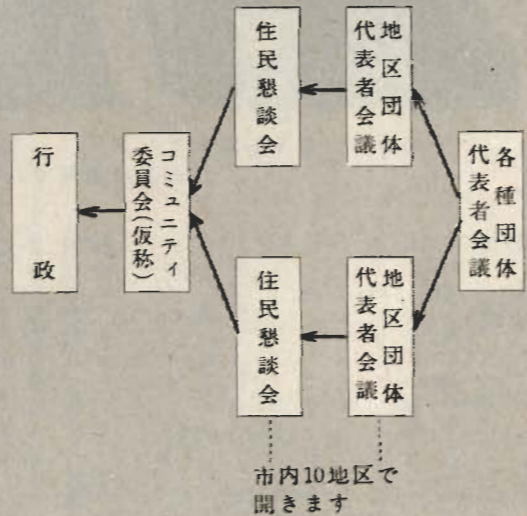 各種団体
代表者会議
地区団体
代表者会議
住民懇談会
地区団体
代表者会議
住民懇談会
コミュニティ
委員会(仮称)
行政
市内10地区で
開きます